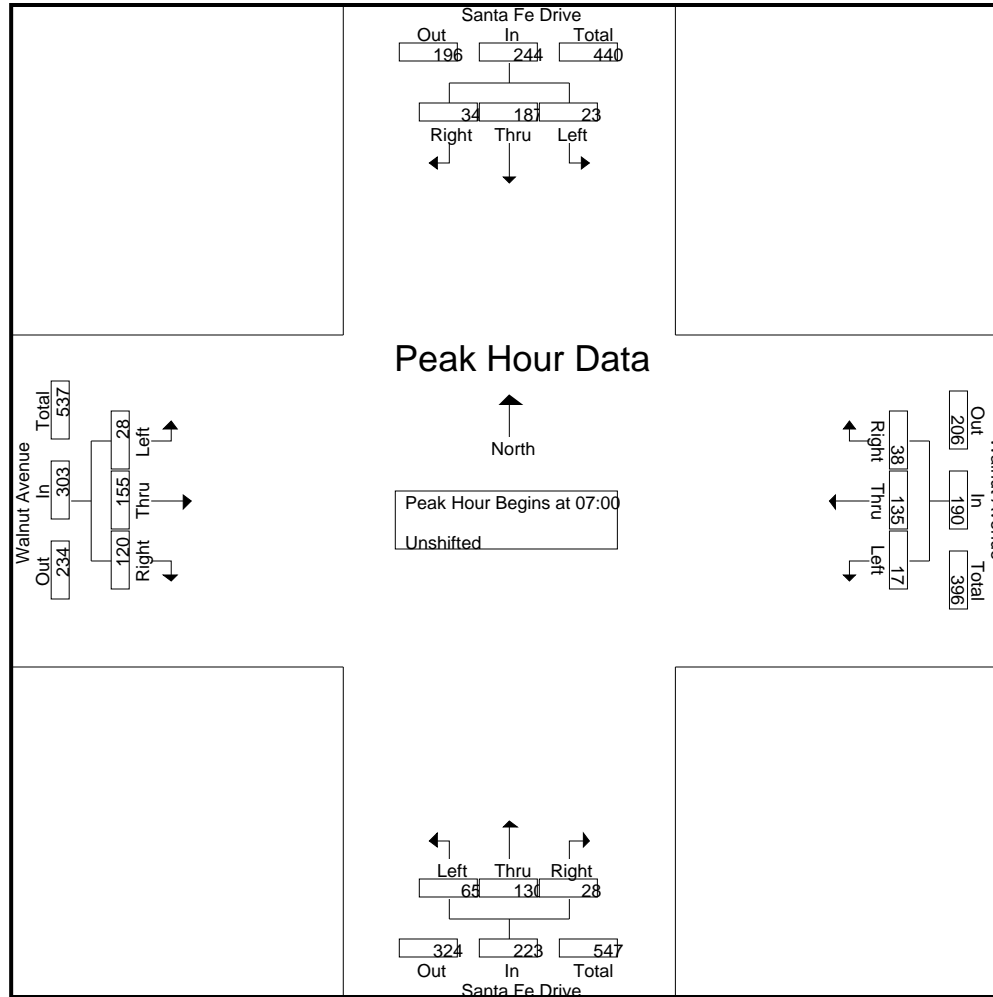 Santa Fe Drive
Out In Total
196 244 440
34 187 23
Right Thru Left
Peak Hour Data
North
Peak Hour Begins at 07:00
Unshifted
Walnut Avenue
Out In Total
234 303 537
28 155 120
Left Thru Right
Out In Total
206 190 396
38 135 17
Right Thru Left
Left Thru Right
65 130 28
324 223 547
Out In Total
Santa Fe Drive